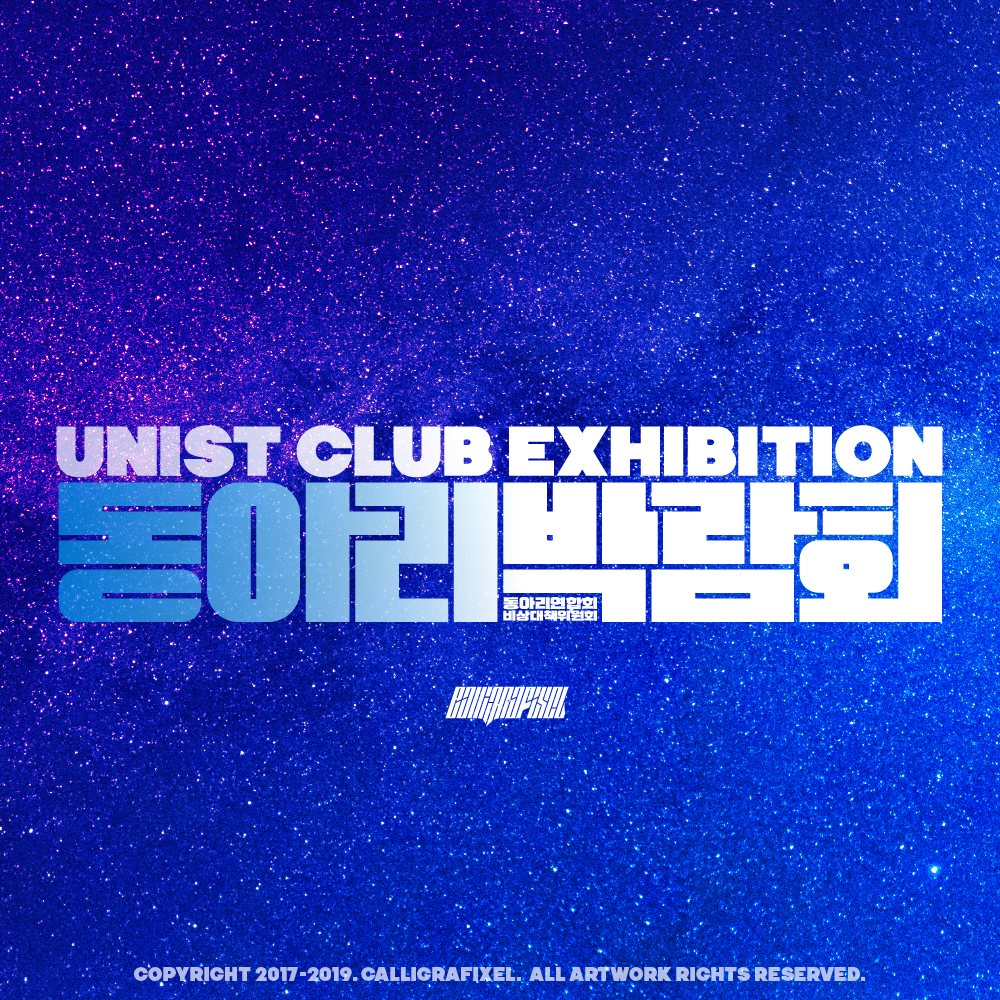 UNIST CLUB EXHIBITION
동아리박람회
동아리연합회
비상대책위원회
CALLIGRAFIXEL
COPYRIGHT 2017-2019. CALLIGRAFIXEL. ALL ARTWORK RIGHTS RESERVED.